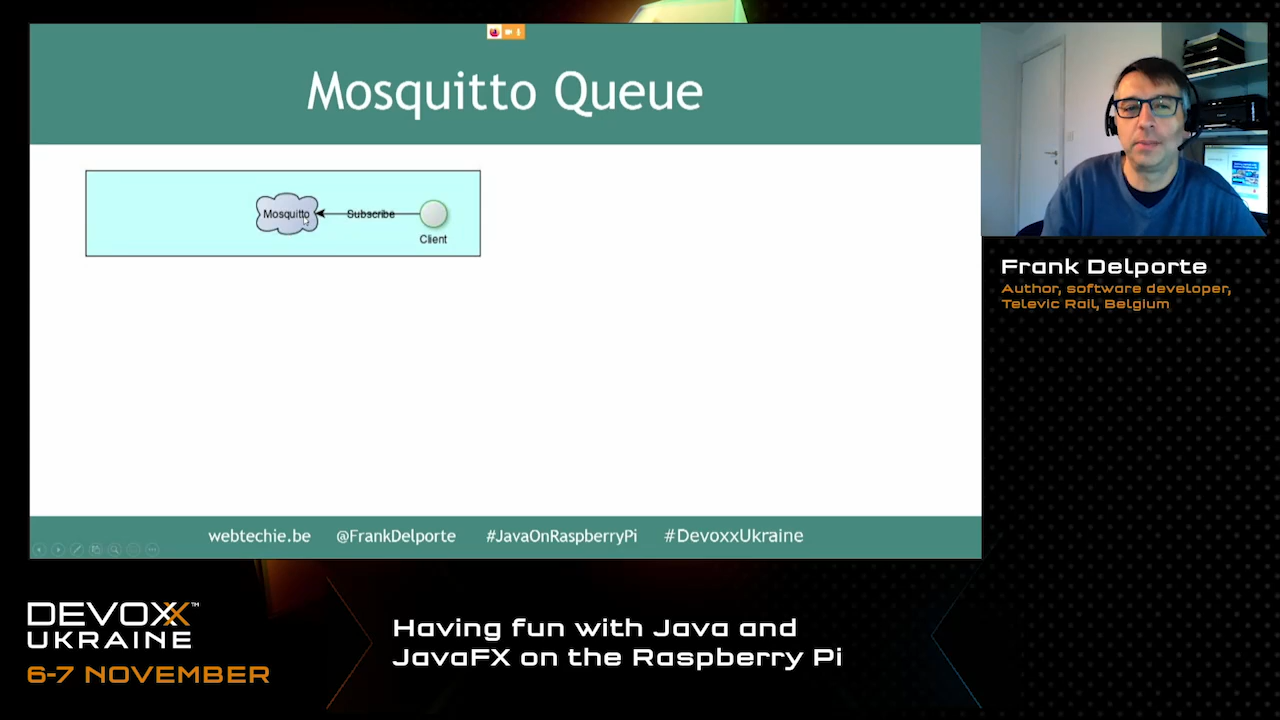 Mosquitto Queue
Mosquitto
Subscribe
Client
webtechie.be @FrankDelporte #JavaOnRaspberryPi #DevoxxUkraine
Frank Delporte
Author, software developer,
Televic Rail, Belgium
DEVOXX™
UKRAINE
6-7 NOVEMBER
Having fun with Java and
JavaFX on the Raspberry Pi